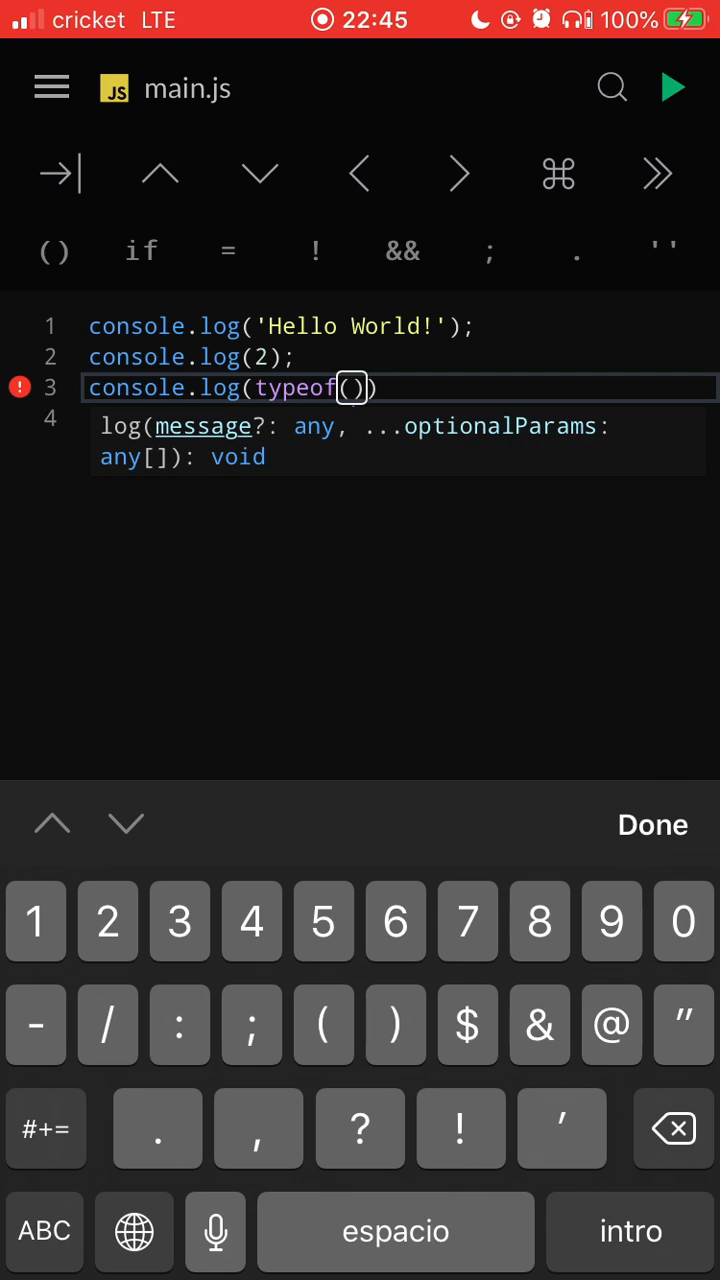 cricket LTE 22:45 100%
JS main.js
() if = ! && ; . ''
1 console.log('Hello World!');
2 console.log(2);
! 3 console.log(typeof())
4 log(message?: any, ...optionalParams:
any[]): void
Done
1 2 3 4 5 6 7 8 9 0
- / : ; ( ) $ & @ "
#+= . , ? ! ’
ABC espacio intro